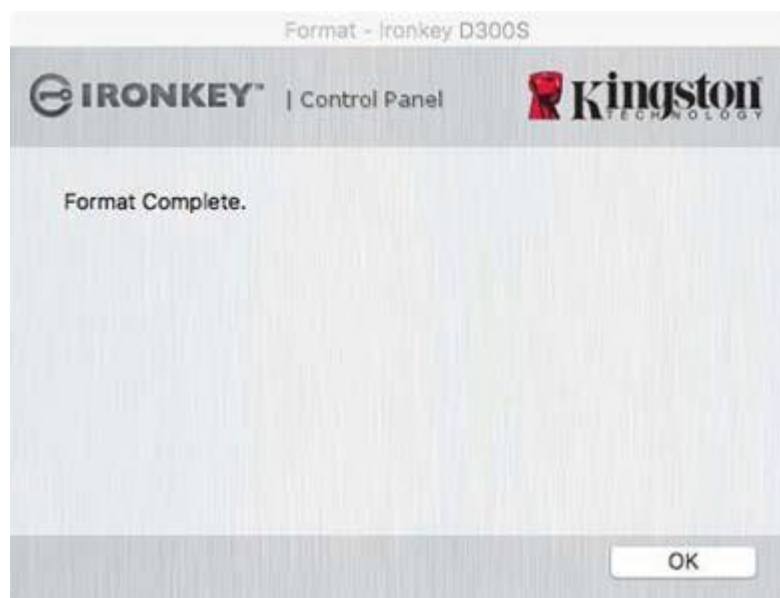 Format - Ironkey D300S
IRONKEY™ | Control Panel
Kingston
TECHNOLOGY
Format Complete.
OK